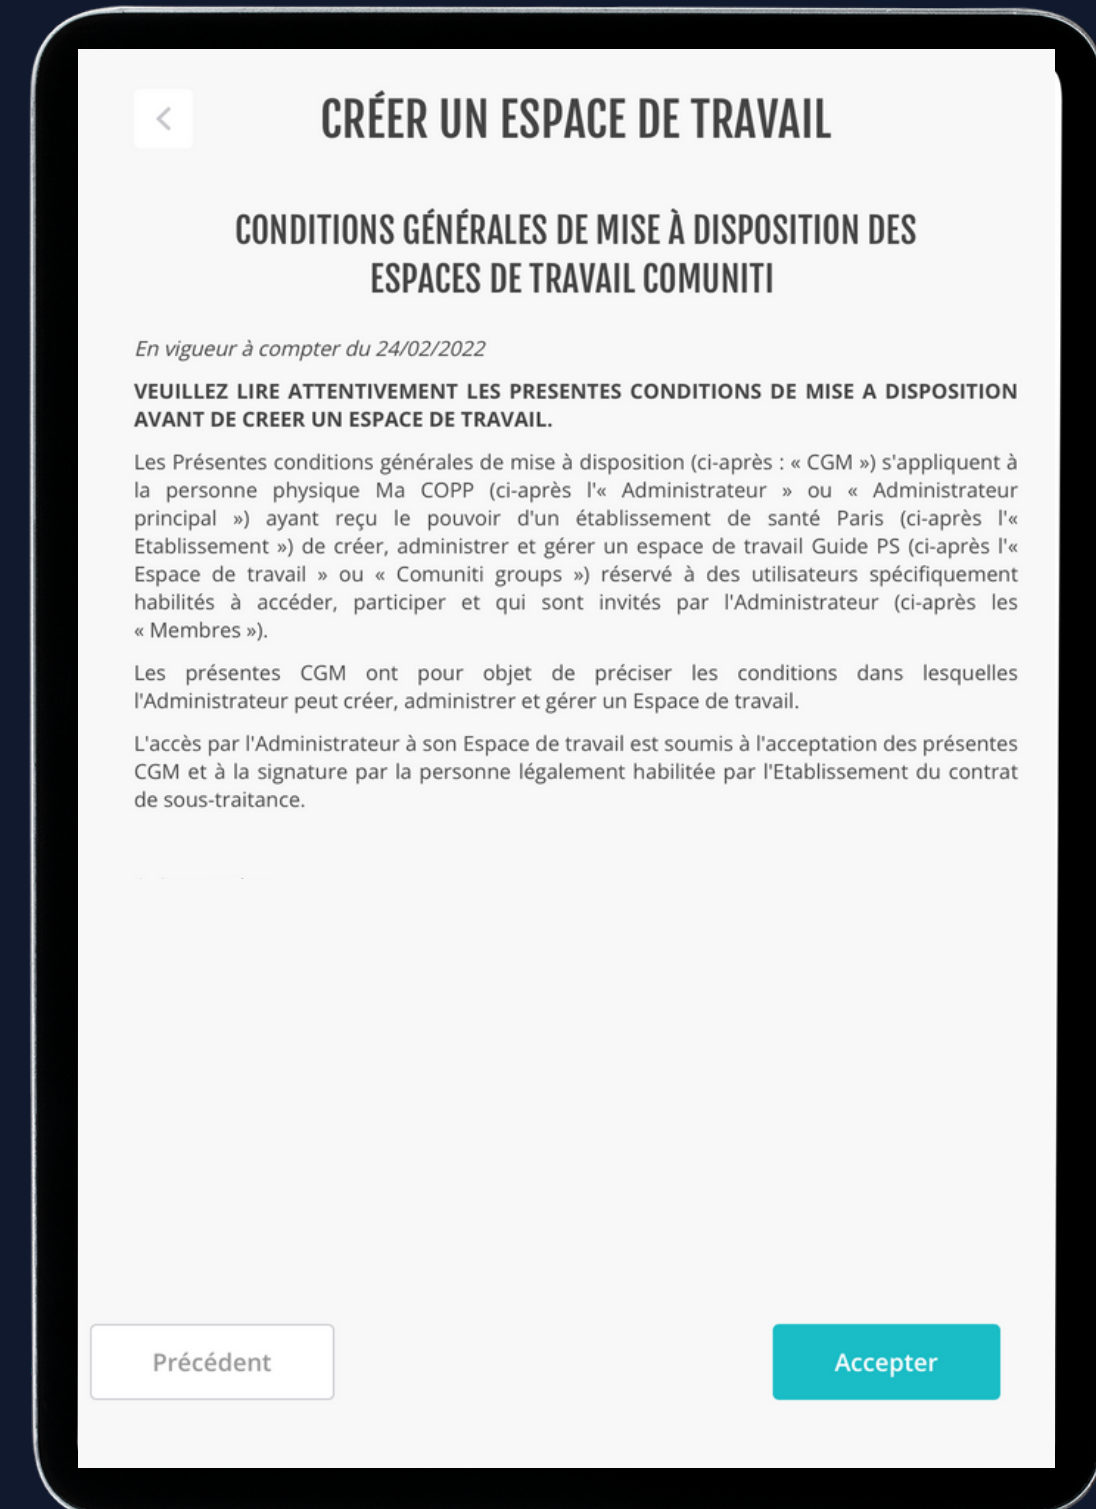 CRÉER UN ESPACE DE TRAVAIL
CONDITIONS GÉNÉRALES DE MISE À DISPOSITION DES
ESPACES DE TRAVAIL COMUNITI
En vigueur à compter du 24/02/2022
VEUILLEZ LIRE ATTENTIVEMENT LES PRESENTES CONDITIONS DE MISE A DISPOSITION
AVANT DE CREER UN ESPACE DE TRAVAIL.
Les Présentes conditions générales de mise à disposition (ci-après : « CGM ») s'appliquent à
la personne physique Ma COPP (ci-après l'« Administrateur » ou « Administrateur
principal ») ayant reçu le pouvoir d'un établissement de santé Paris (ci-après l'«
Etablissement ») de créer, administrer et gérer un espace de travail Guide PS (ci-après l'«
Espace de travail » ou « Comuniti groups ») réservé à des utilisateurs spécifiquement
habilités à accéder, participer et qui sont invités par l'Administrateur (ci-après les
« Membres »).
Les présentes CGM ont pour objet de préciser les conditions dans lesquelles
l'Administrateur peut créer, administrer et gérer un Espace de travail.
L'accès par l'Administrateur à son Espace de travail est soumis à l'acceptation des présentes
CGM et à la signature par la personne légalement habilitée par l'Etablissement du contrat
de sous-traitance.
Précédent
Accepter